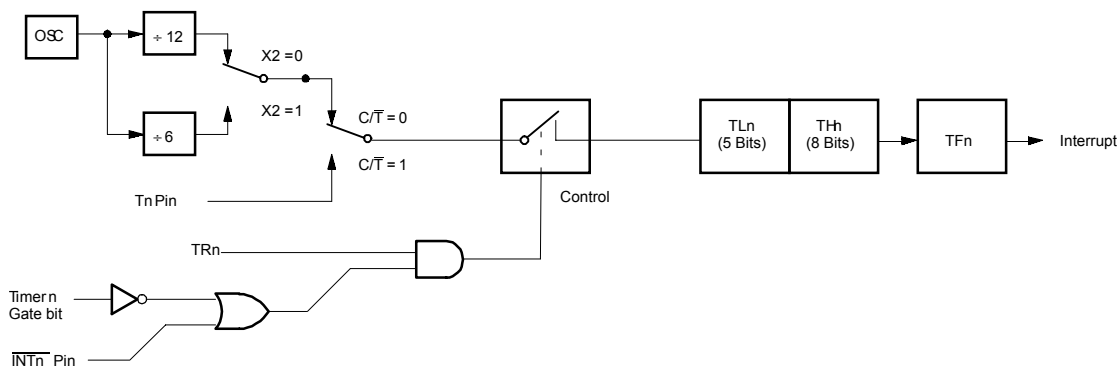 OSC
÷ 12
X2 = 0
X2 = 1
÷ 6
C/T̅ = 0
C/T̅ = 1
Tn Pin
Control
TLn
(5 Bits)
THn
(8 Bits)
TFn
Interrupt
TRn
Timer n
Gate bit
I̅N̅T̅n̅ Pin